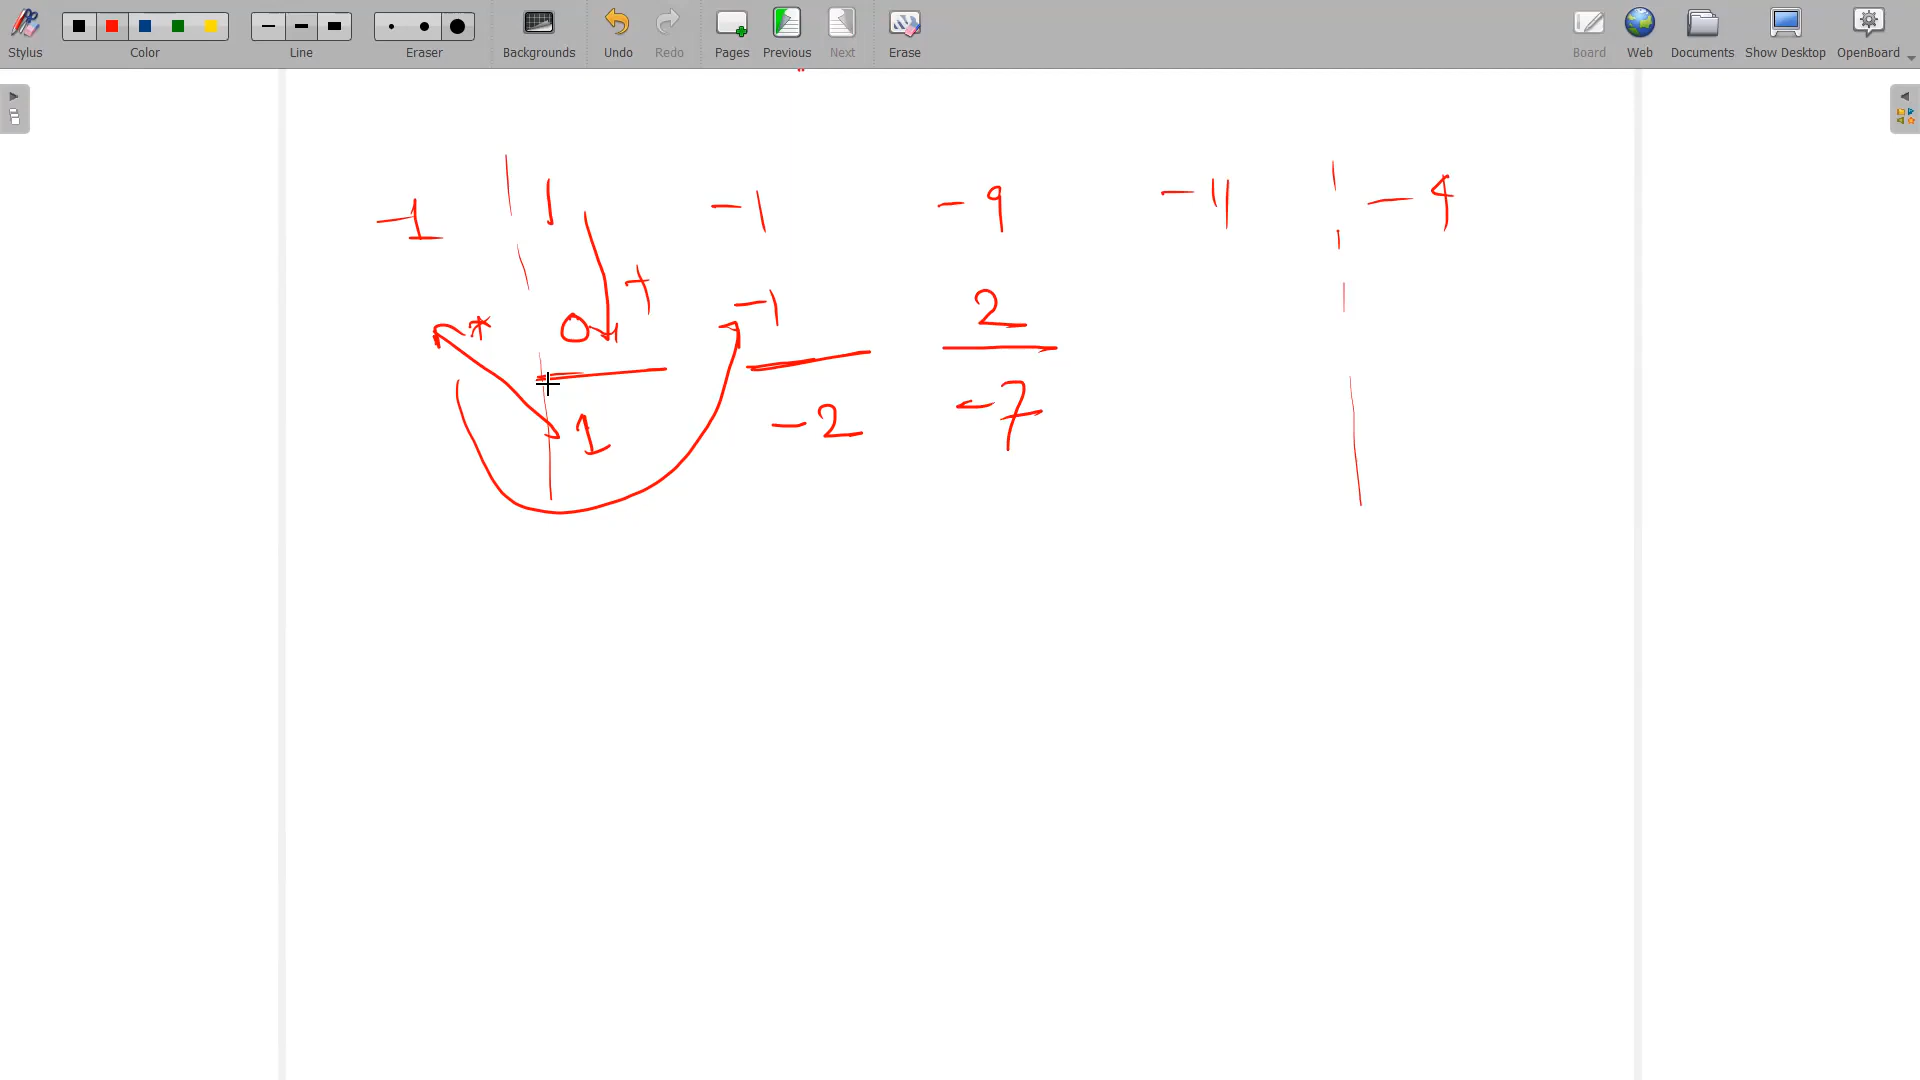 Stylus Color Line Eraser Backgrounds Undo Redo Pages Previous Next Erase Board Web Documents Show Desktop OpenBoard
-1 1 -1 -9 -11 -4
* 0 + -1 2
1 -2 -7